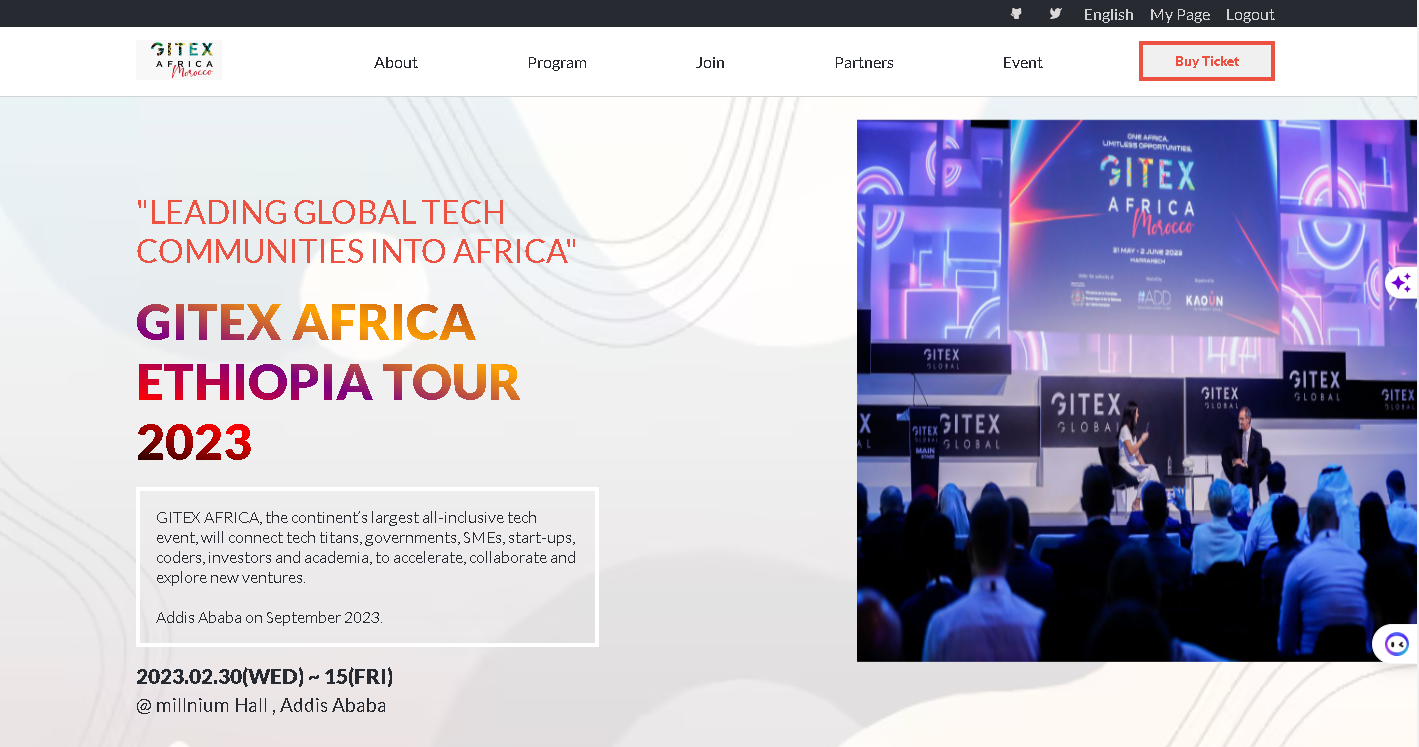 English My Page Logout
GITEX
AFRICA
Morocco
About Program Join Partners Event Buy Ticket
"LEADING GLOBAL TECH
COMMUNITIES INTO AFRICA"
GITEX AFRICA
ETHIOPIA TOUR
2023
GITEX AFRICA, the continent's largest all-inclusive tech
event, will connect tech titans, governments, SMEs, start-ups,
coders, investors and academia, to accelerate, collaborate and
explore new ventures.
Addis Ababa on September 2023.
2023.02.30(WED) ~ 15(FRI)
@ millnium Hall , Addis Ababa
ONE AFRICA.
LIMITLESS OPPORTUNITIES.
GITEX
AFRICA
Morocco
31 MAY - 2 JUNE 2023
MARRAKECH
#ADD
KAOUN
GITEX
GLOBAL
GITEX
GLOBAL
GITEX
GLOBAL
GITEX
GLOBAL
GITEX
GLOBAL
GITEX
GLOBAL
GITEX
GLOBAL
MAIN
STAGE